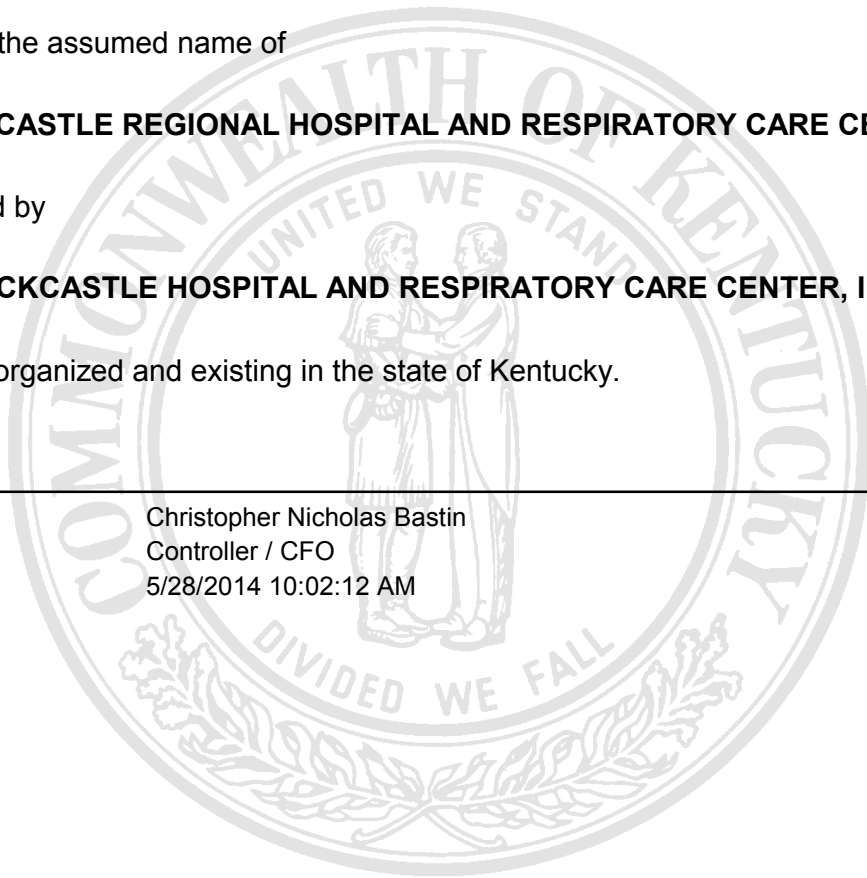 the assumed name of
CASTLE REGIONAL HOSPITAL AND RESPIRATORY CARE CE
d by
CKCASTLE HOSPITAL AND RESPIRATORY CARE CENTER, I
organized and existing in the state of Kentucky.
Christopher Nicholas Bastin
Controller / CFO
5/28/2014 10:02:12 AM
COMMONWEALTH OF KENTUCKY
UNITED WE STAND
DIVIDED WE FALL